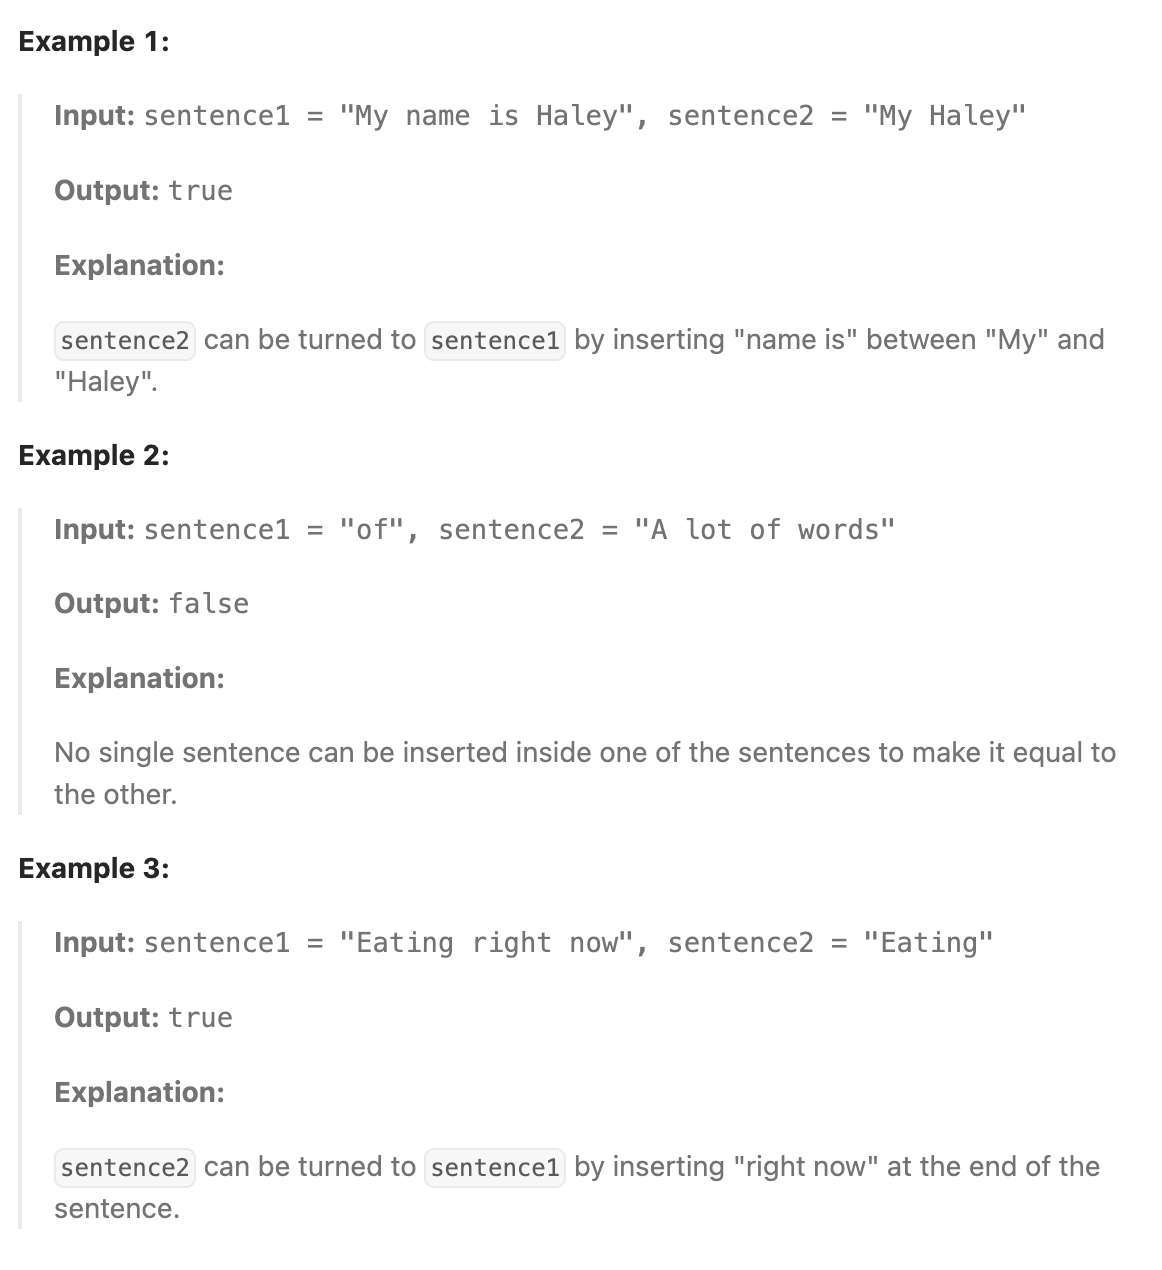 Example 1:
Input: sentence1 = "My name is Haley", sentence2 = "My Haley"
Output: true
Explanation:
sentence2 can be turned to sentence1 by inserting "name is" between "My" and
"Haley".
Example 2:
Input: sentence1 = "of", sentence2 = "A lot of words"
Output: false
Explanation:
No single sentence can be inserted inside one of the sentences to make it equal to
the other.
Example 3:
Input: sentence1 = "Eating right now", sentence2 = "Eating"
Output: true
Explanation:
sentence2 can be turned to sentence1 by inserting "right now" at the end of the
sentence.